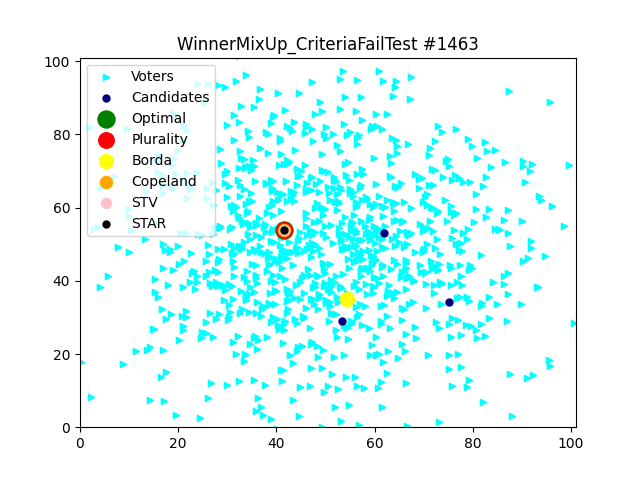 WinnerMixUp_CriteriaFailTest #1463
100
80
60
40
20
0
0 20 40 60 80 100
Voters
Candidates
Optimal
Plurality
Borda
Copeland
STV
STAR